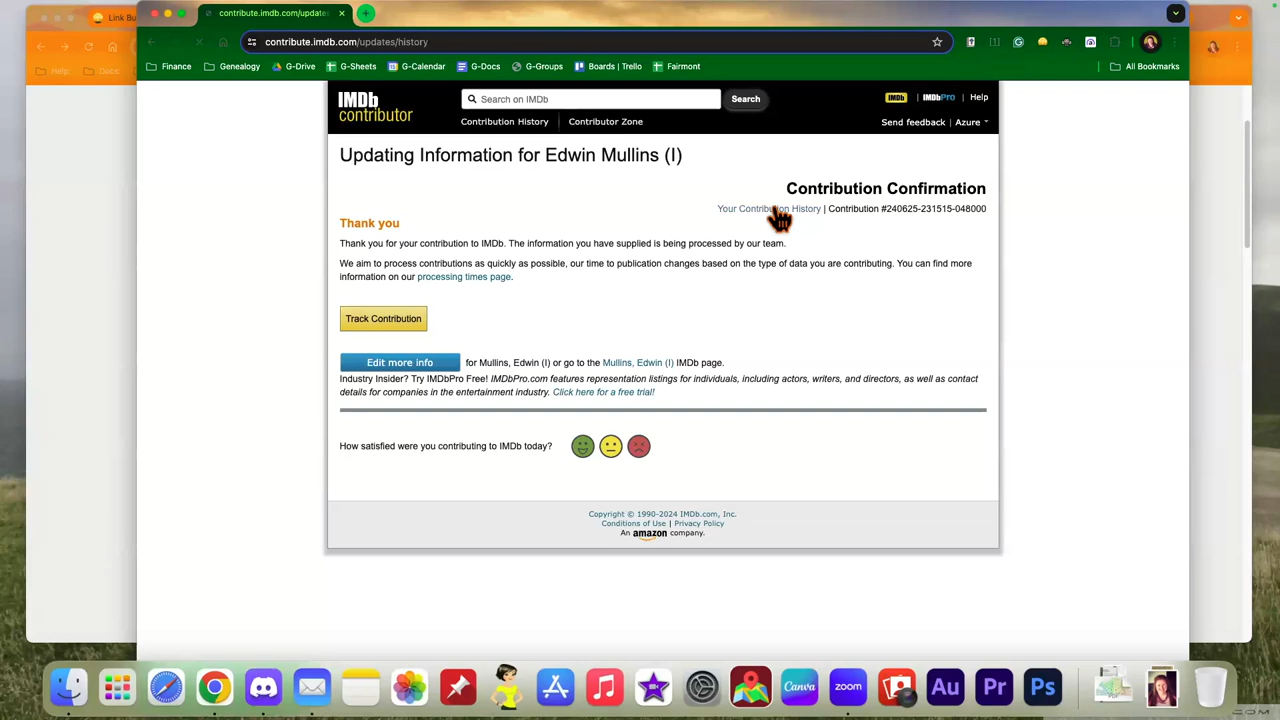 Link Bu
contribute.imdb.com/update
contribute.imdb.com/updates/history
Help:
Docs:
Finance
Genealogy
G-Drive
G-Sheets
G-Calendar
G-Docs
G-Groups
Boards | Trello
Fairmont
All Bookmarks
IMDb
contributor
Search on IMDb
Search
IMDb | IMDbPro | Help
Contribution History
Contributor Zone
Send feedback | Azure
Updating Information for Edwin Mullins (I)
Contribution Confirmation
Your Contribution History | Contribution #240625-231515-048000
Thank you
Thank you for your contribution to IMDb. The information you have supplied is being processed by our team.
We aim to process contributions as quickly as possible, our time to publication changes based on the type of data you are contributing. You can find more
information on our processing times page.
Track Contribution
Edit more info for Mullins, Edwin (I) or go to the Mullins, Edwin (I) IMDb page.
Industry Insider? Try IMDbPro Free! IMDbPro.com features representation listings for individuals, including actors, writers, and directors, as well as contact
details for companies in the entertainment industry. Click here for a free trial!
How satisfied were you contributing to IMDb today?
Copyright © 1990-2024 IMDb.com, Inc.
Conditions of Use | Privacy Policy
An amazon company.
Canva
zoom
Au
Pr
Ps